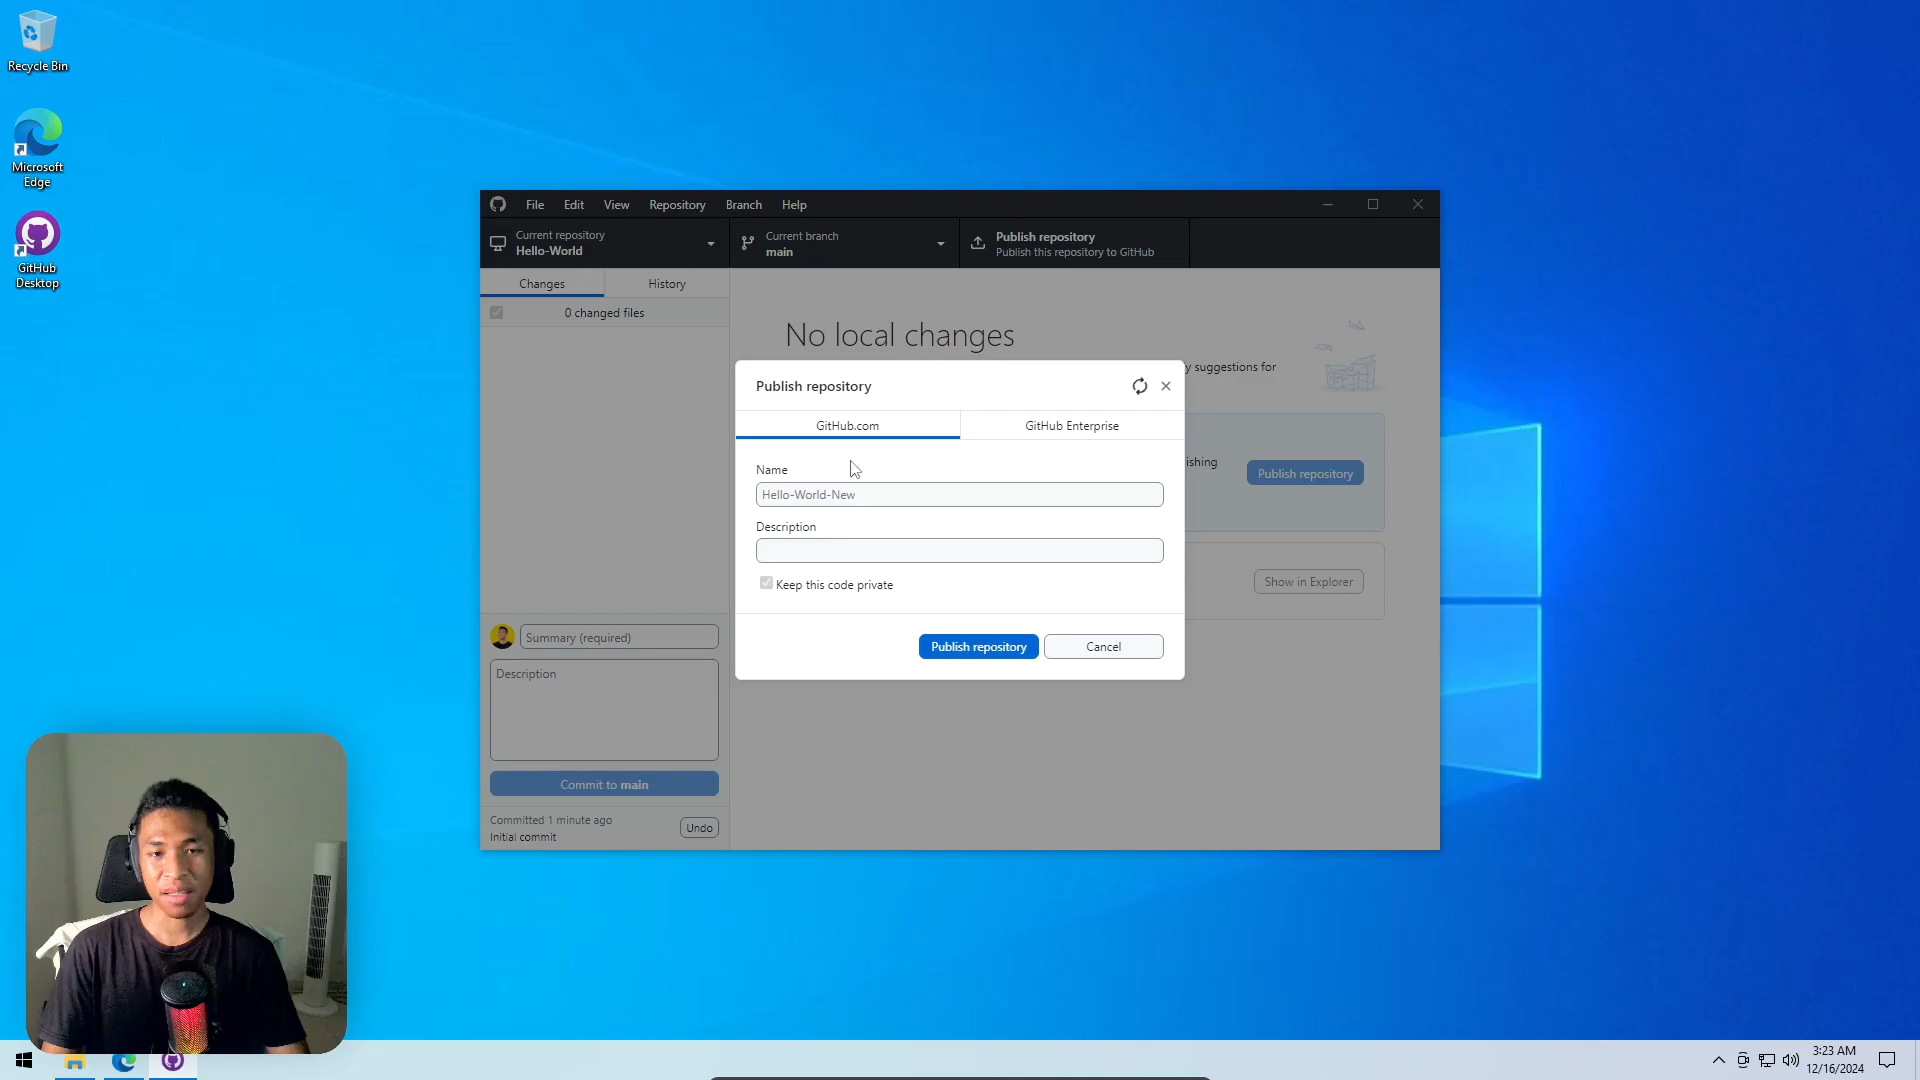 Recycle Bin
Microsoft
Edge
GitHub
Desktop
File Edit View Repository Branch Help
Current repository
Hello-World
Current branch
main
Publish repository
Publish this repository to GitHub
Changes
History
0 changed files
No local changes
y suggestions for
Publish repository
GitHub.com
GitHub Enterprise
Name
Hello-World-New
Description
Keep this code private
Publish repository
Cancel
ishing
Publish repository
Show in Explorer
Summary (required)
Description
Commit to main
Committed 1 minute ago
Initial commit
Undo
3:23 AM
12/16/2024